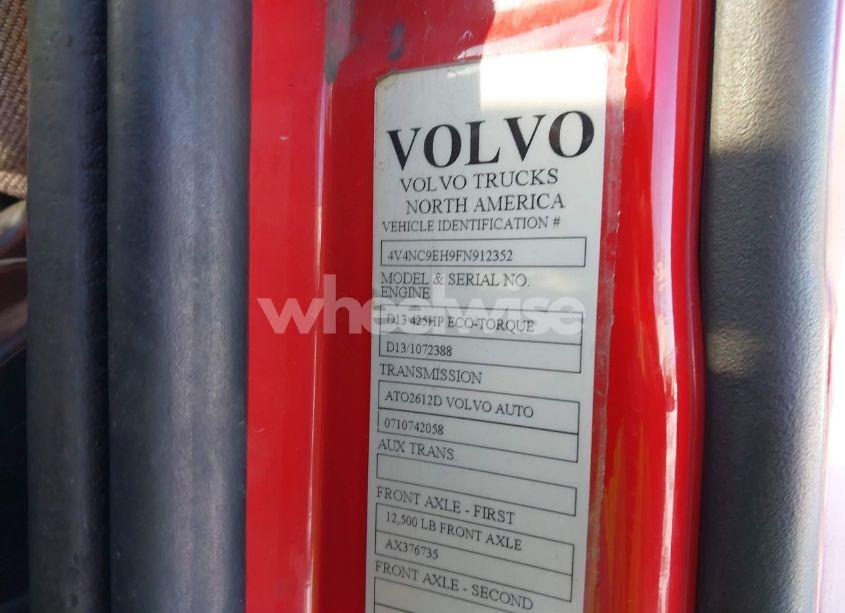 VOLVO
VOLVO TRUCKS
NORTH AMERICA
VEHICLE IDENTIFICATION #
4V4NC9EH9FN912352
MODEL & SERIAL NO.
ENGINE
wheelwise
D13 425HP ECO-TORQUE
D13/1072388
TRANSMISSION
ATO2612D VOLVO AUTO
0710742058
AUX TRANS.
FRONT AXLE - FIRST
12,500 LB FRONT AXLE
AX376735
FRONT AXLE - SECOND